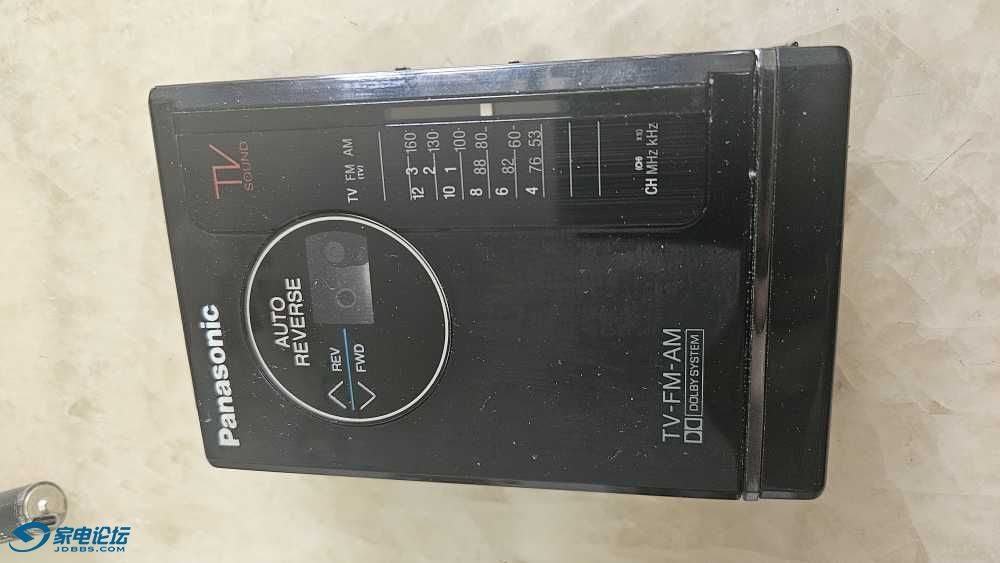 Panasonic
TV
SOUND
AUTO
REVERSE
REV
FWD
TV FM AM
(TV)
12 3 160
2 130
10 1 100
8 88 80
6 82 60
4 76 53
(CH) X10
CH MHz kHz
TV-FM-AM
DOLBY SYSTEM
家电论坛
JDBBS.COM